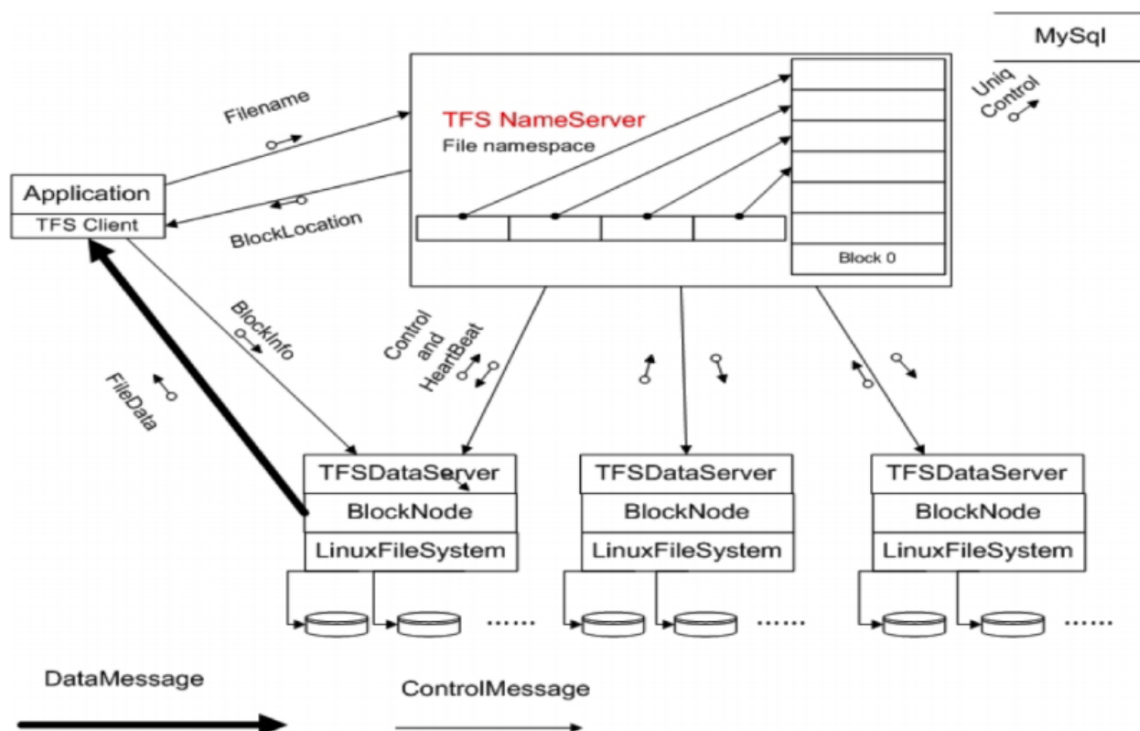 MySql
Uniq
Control
Filename
TFS NameServer
File namespace
Application
TFS Client
BlockLocation
Block 0
BlockInfo
Control
and
HeartBeat
FileData
TFSDataServer
TFSDataServer
TFSDataServer
BlockNode
BlockNode
BlockNode
LinuxFileSystem
LinuxFileSystem
LinuxFileSystem
......
......
......
DataMessage
ControlMessage